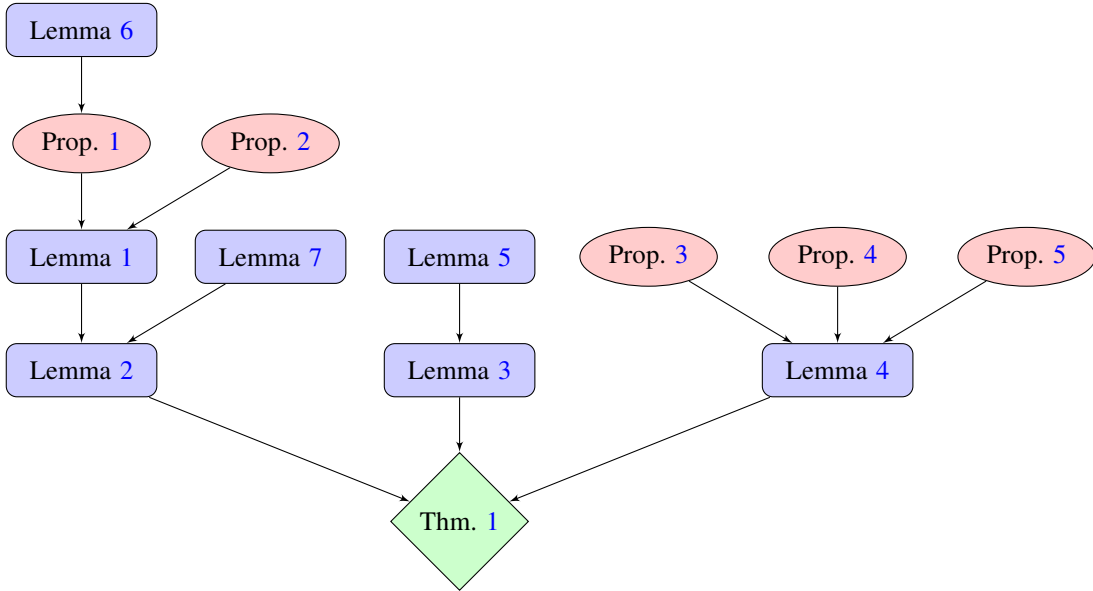 Lemma 6
Prop. 1
Prop. 2
Lemma 1
Lemma 7
Lemma 5
Prop. 3
Prop. 4
Prop. 5
Lemma 2
Lemma 3
Lemma 4
Thm. 1